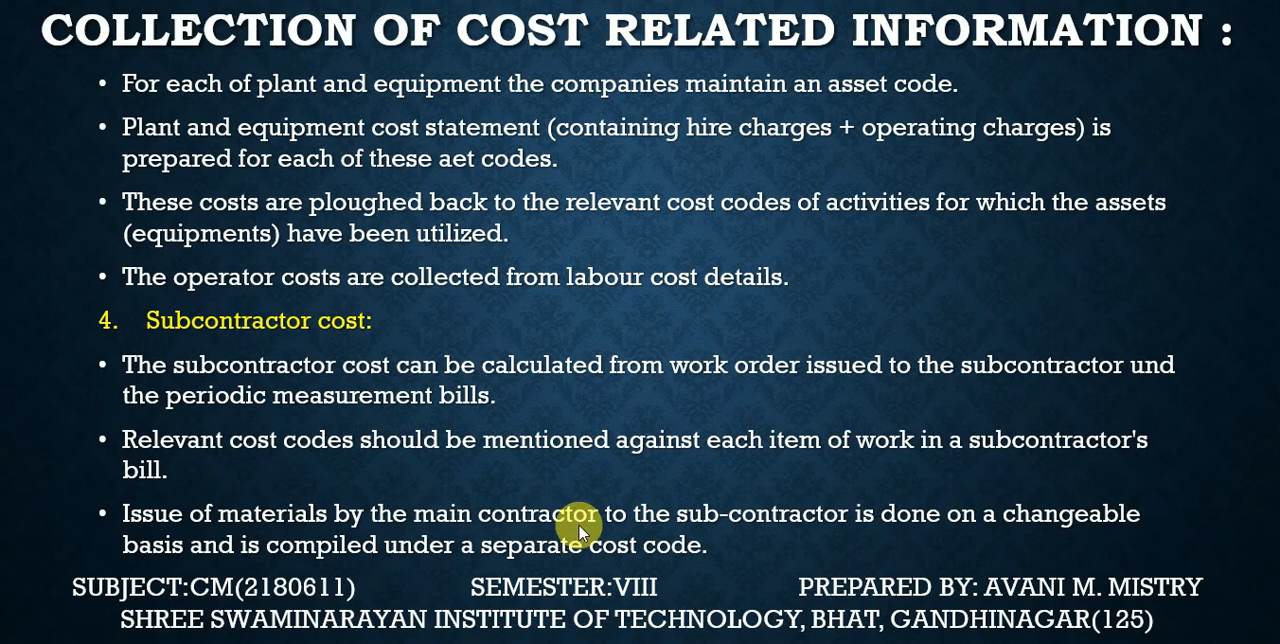 COLLECTION OF COST RELATED INFORMATION :
• For each of plant and equipment the companies maintain an asset code.
• Plant and equipment cost statement (containing hire charges + operating charges) is
prepared for each of these aet codes.
• These costs are ploughed back to the relevant cost codes of activities for which the assets
(equipments) have been utilized.
• The operator costs are collected from labour cost details.
4. Subcontractor cost:
• The subcontractor cost can be calculated from work order issued to the subcontractor und
the periodic measurement bills.
• Relevant cost codes should be mentioned against each item of work in a subcontractor's
bill.
• Issue of materials by the main contractor to the sub-contractor is done on a changeable
basis and is compiled under a separate cost code.
SUBJECT:CM(2180611) SEMESTER:VIII PREPARED BY: AVANI M. MISTRY
SHREE SWAMINARAYAN INSTITUTE OF TECHNOLOGY, BHAT, GANDHINAGAR(125)